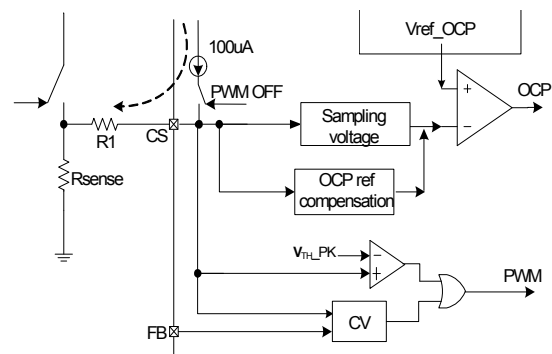 Vref_OCP
100uA
OCP
+
PWM OFF
−
CS
R1
Sampling voltage
Rsense
OCP ref compensation
VTH_PK
−
+
PWM
CV
FB